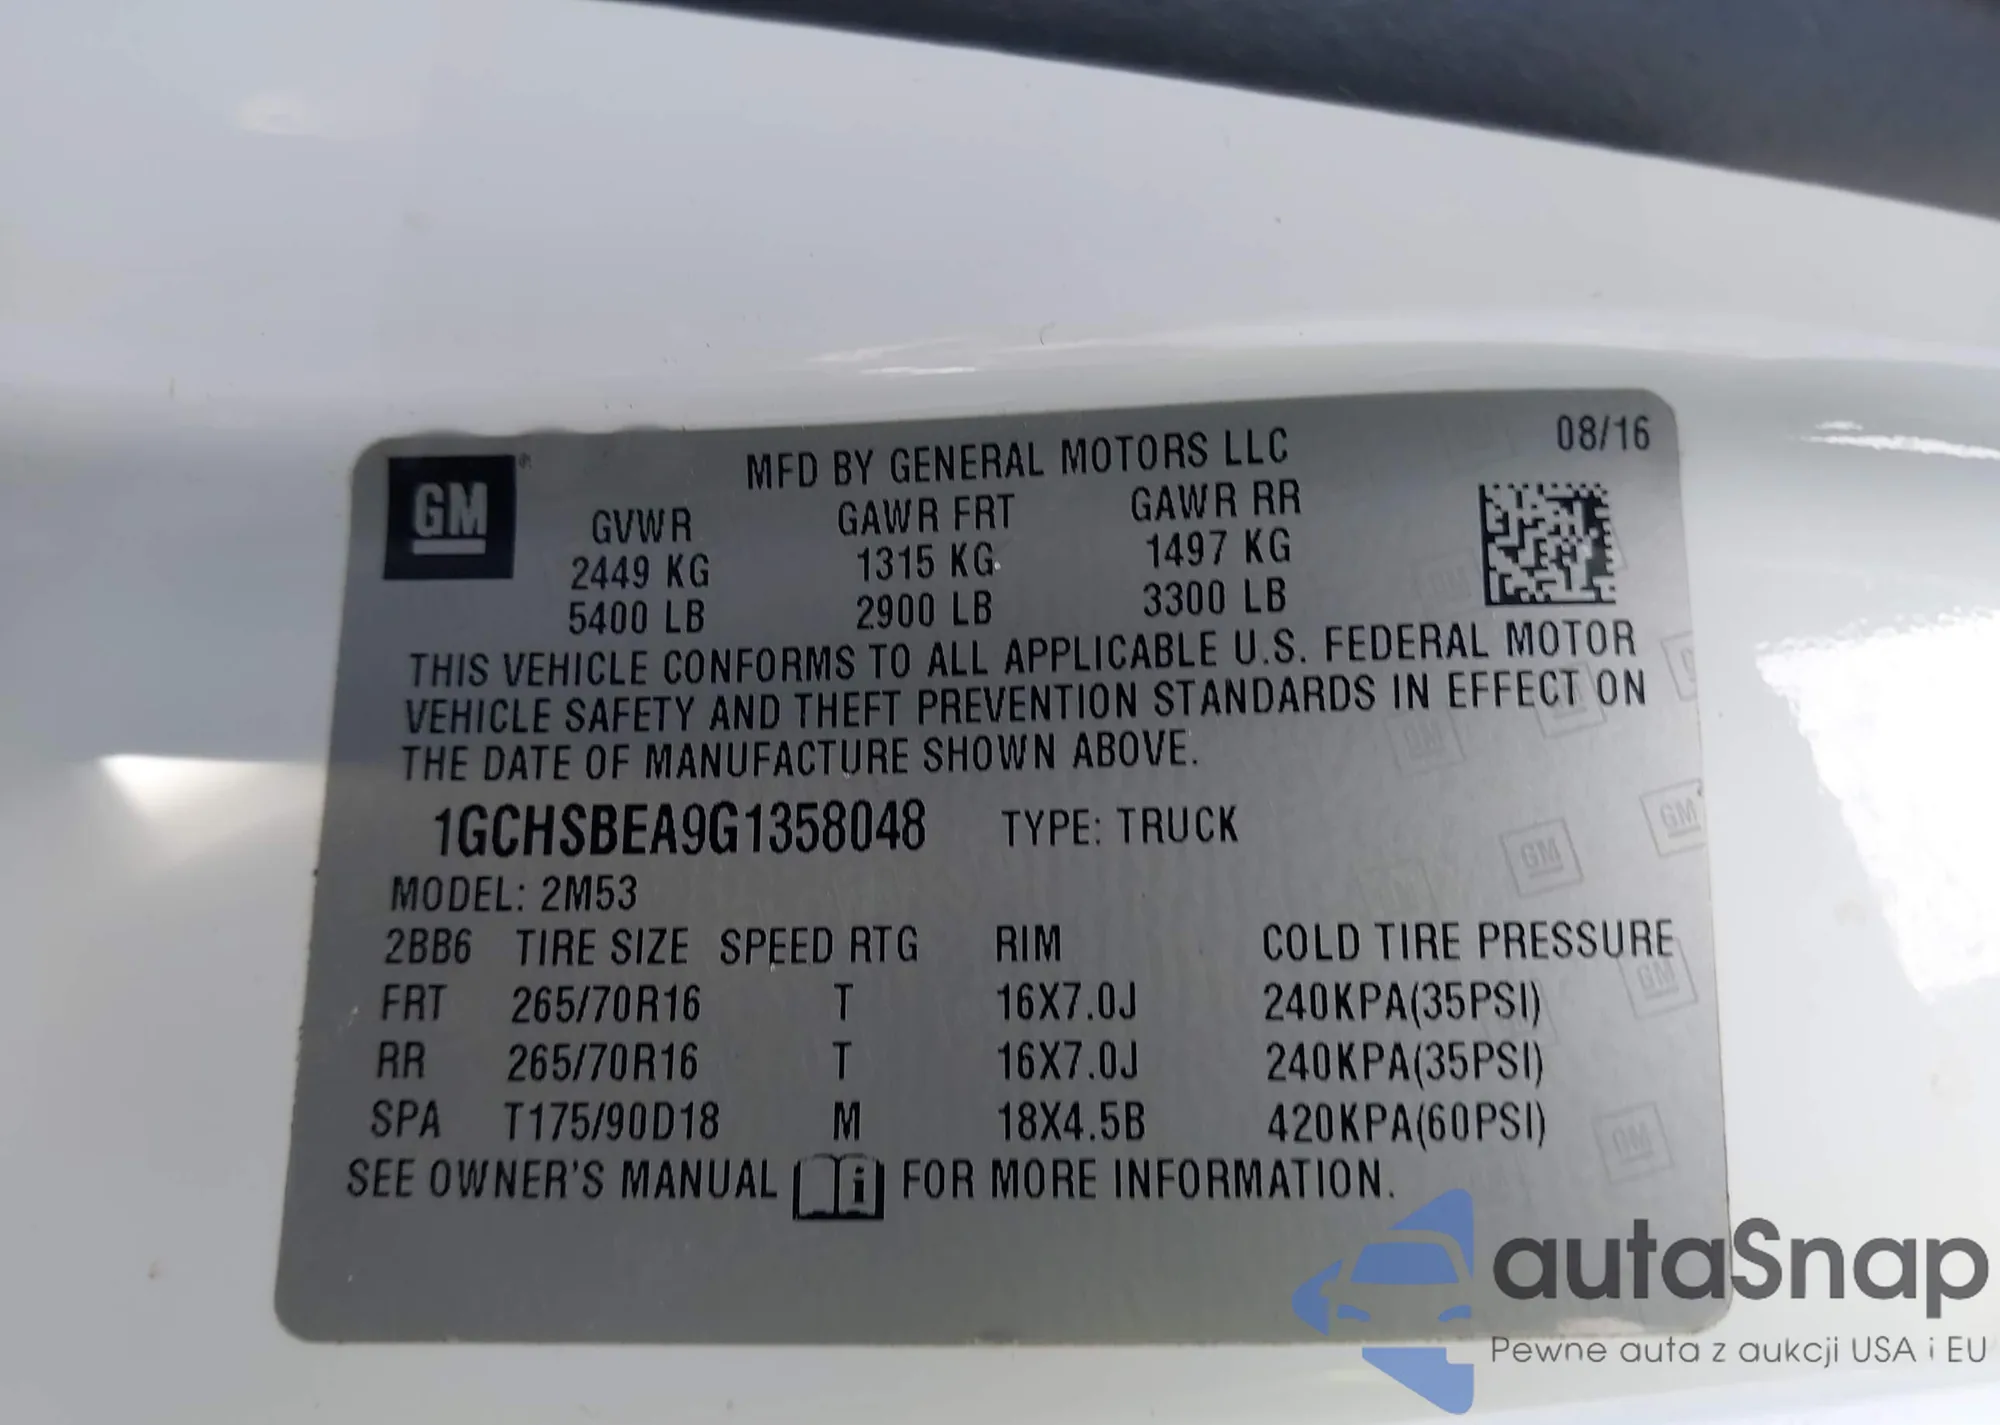 GM
MFD BY GENERAL MOTORS LLC
08/16
GVWR GAWR FRT GAWR RR
2449 KG 1315 KG 1497 KG
5400 LB 2900 LB 3300 LB
THIS VEHICLE CONFORMS TO ALL APPLICABLE U.S. FEDERAL MOTOR
VEHICLE SAFETY AND THEFT PREVENTION STANDARDS IN EFFECT ON
THE DATE OF MANUFACTURE SHOWN ABOVE.
1GCHSBEA9G1358048 TYPE: TRUCK
MODEL: 2M53
2BB6 TIRE SIZE SPEED RTG RIM COLD TIRE PRESSURE
FRT 265/70R16 T 16X7.0J 240KPA(35PSI)
RR 265/70R16 T 16X7.0J 240KPA(35PSI)
SPA T175/90D18 M 18X4.5B 420KPA(60PSI)
SEE OWNER'S MANUAL i FOR MORE INFORMATION.
autaSnap
Pewne auta z aukcji USA i EU